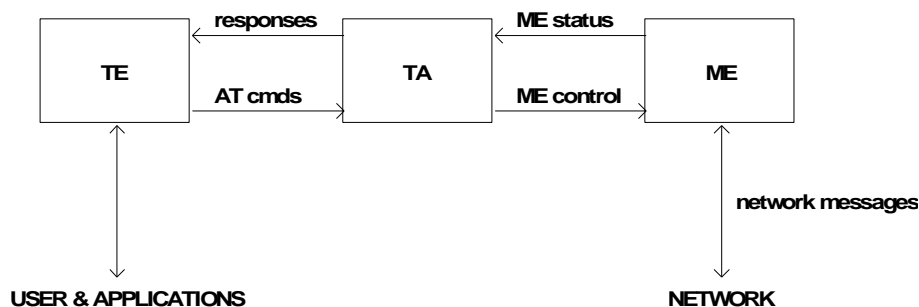 responses
ME status
TE
TA
ME
AT cmds
ME control
network messages
USER & APPLICATIONS
NETWORK